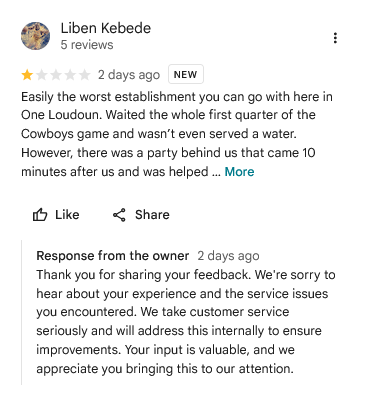 Liben Kebede
5 reviews
2 days ago NEW
Easily the worst establishment you can go with here in
One Loudoun. Waited the whole first quarter of the
Cowboys game and wasn’t even served a water.
However, there was a party behind us that came 10
minutes after us and was helped ... More
Like Share
Response from the owner 2 days ago
Thank you for sharing your feedback. We're sorry to
hear about your experience and the service issues
you encountered. We take customer service
seriously and will address this internally to ensure
improvements. Your input is valuable, and we
appreciate you bringing this to our attention.